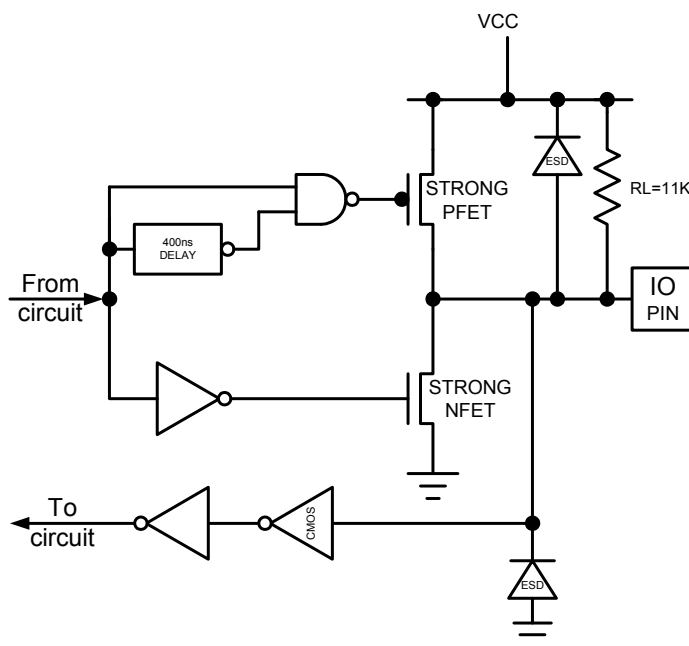 VCC
ESD
STRONG
PFET
RL=11K
400ns
DELAY
From
circuit
IO
PIN
STRONG
NFET
To
circuit
CMOS
ESD